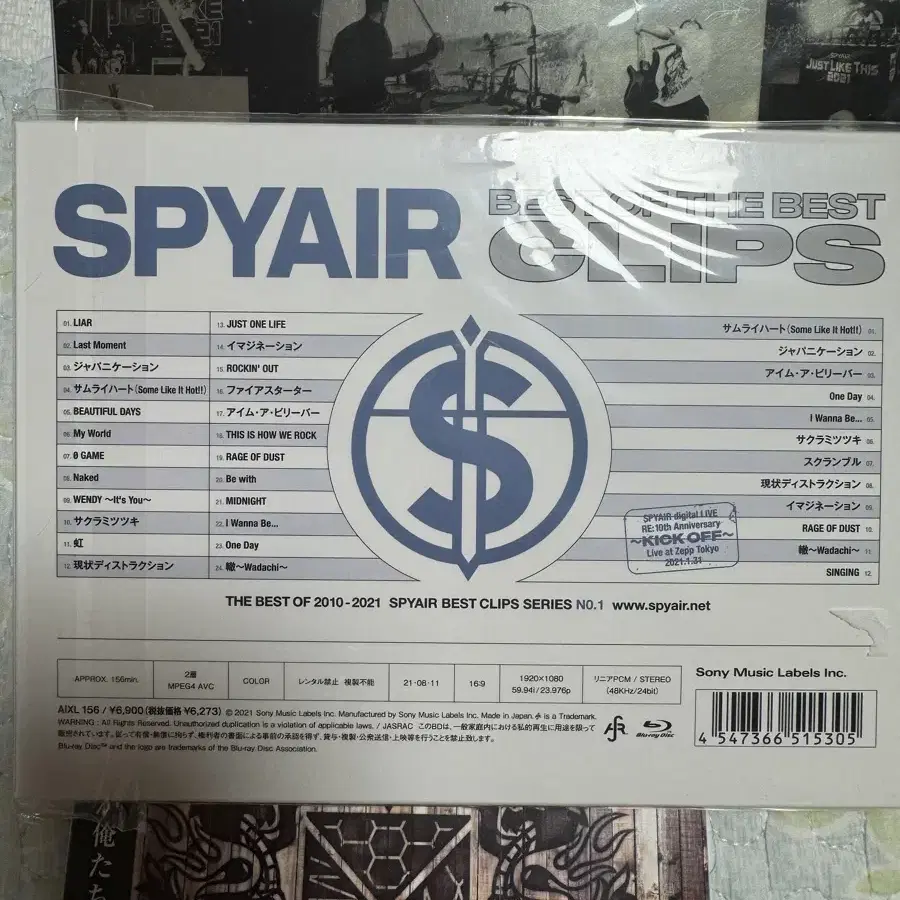 JUST LIKE THIS
2021
SPYAIR
BEST OF THE BEST
CLIPS
01. LIAR
02. Last Moment
03. ジャパニケーション
04. サムライハート(Some Like It Hot!!)
05. BEAUTIFUL DAYS
06. My World
07. 0 GAME
08. Naked
09. WENDY 〜It's You〜
10. サクラミツツキ
11. 虹
12. 現状ディストラクション
13. JUST ONE LIFE
14. イマジネーション
15. ROCKIN' OUT
16. ファイアスターター
17. アイム・ア・ビリーバー
18. THIS IS HOW WE ROCK
19. RAGE OF DUST
20. Be with
21. MIDNIGHT
22. I Wanna Be...
23. One Day
24. 轍〜Wadachi〜
サムライハート(Some Like It Hot!!) 01.
ジャパニケーション 02.
アイム・ア・ビリーバー 03.
One Day 04.
I Wanna Be... 05.
サクラミツツキ 06.
スクランブル 07.
現状ディストラクション 08.
イマジネーション 09.
RAGE OF DUST 10.
轍〜Wadachi〜 11.
SINGING 12.
SPYAIR digital LIVE
RE:10th Anniversary
〜KICK OFF〜
Live at Zepp Tokyo
2021.1.31
THE BEST OF 2010-2021 SPYAIR BEST CLIPS SERIES NO.1 www.spyair.net
APPROX. 156min.
2層
MPEG4 AVC
COLOR
レンタル禁止 複製不能
21・08・11
16:9
1920×1080
59.94i/23.976p
リニアPCM / STEREO
(48KHz/24bit)
Sony Music Labels Inc.
AIXL 156 / ¥6,900(税抜価格 ¥6,273) © 2021 Sony Music Labels Inc. Manufactured by Sony Music Labels Inc. Made in Japan. is a Trademark.
WARNING : All Rights Reserved. Unauthorized duplication is a violation of applicable laws. / JASRAC このBDは、一般家庭内における私的再生に用途を限って
販売されています。従って有償・無償に拘らず、権利者の書面による事前の承諾を得ず、貸与・複製・公衆送信・上映等を行うことを禁止致します。
Blu-ray Disc™ and the logo are trademarks of the Blu-ray Disc Association.
Blu-ray Disc
4 547366 515305
俺たち